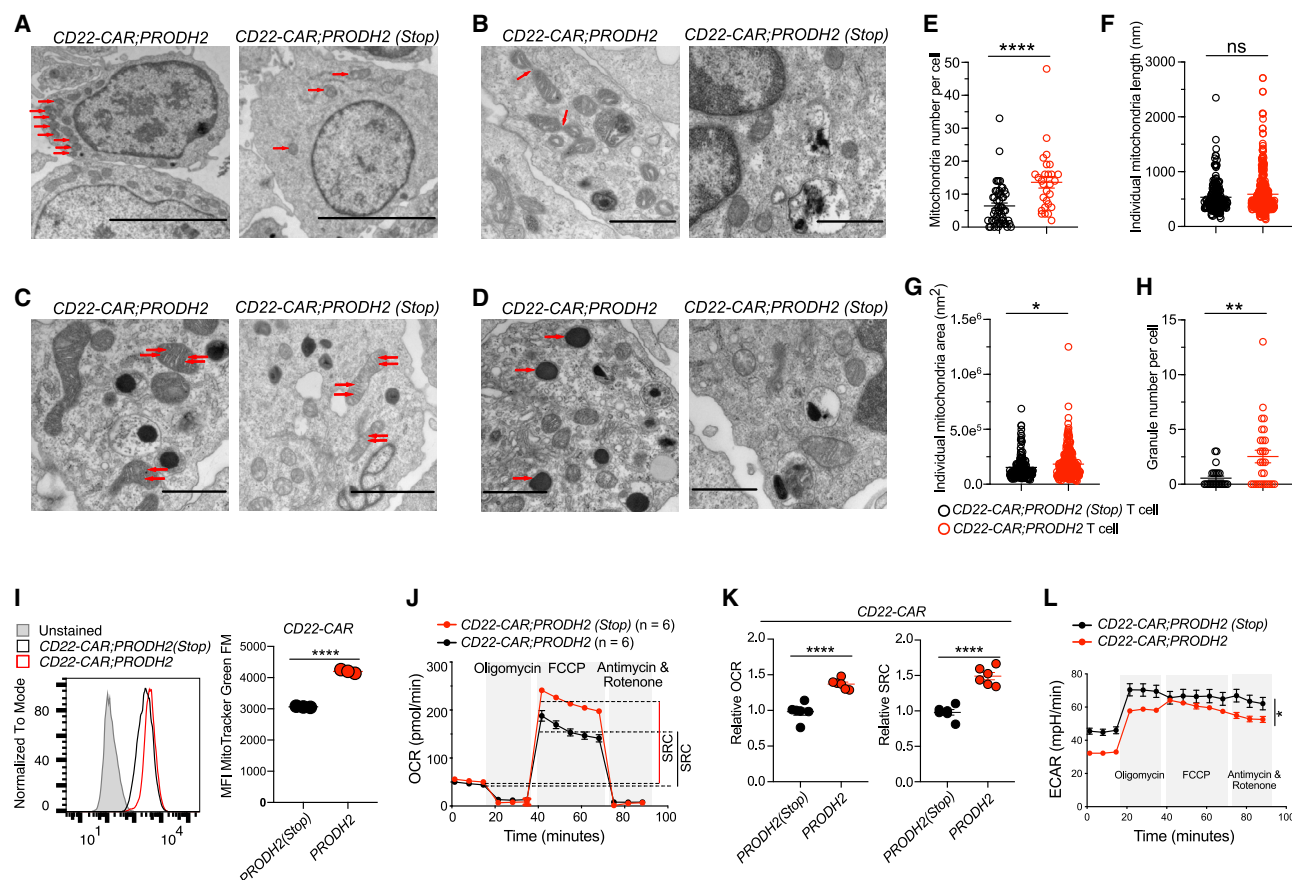 A
CD22-CAR;PRODH2
CD22-CAR;PRODH2 (Stop)
B
CD22-CAR;PRODH2
CD22-CAR;PRODH2 (Stop)
E
Mitochondria number per cell
****
50
40
30
20
10
0
F
Individual mitochondria length (nm)
ns
3000
2000
1000
0
C
CD22-CAR;PRODH2
CD22-CAR;PRODH2 (Stop)
D
CD22-CAR;PRODH2
CD22-CAR;PRODH2 (Stop)
G
Individual mitochondria area (nm²)
*
1.5e⁶
1.0e⁶
5.0e⁵
0
H
Granule number per cell
**
15
10
5
0
CD22-CAR;PRODH2 (Stop) T cell
CD22-CAR;PRODH2 T cell
I
Unstained
CD22-CAR;PRODH2(Stop)
CD22-CAR;PRODH2
Normalized To Mode
80
60
40
20
0
10¹
10⁴
CD22-CAR
****
MFI MitoTracker Green FM
5000
4000
3000
2000
1000
0
PRODH2(Stop)
PRODH2
J
CD22-CAR;PRODH2 (Stop) (n = 6)
CD22-CAR;PRODH2 (n = 6)
Oligomycin
FCCP
Antimycin &
Rotenone
OCR (pmol/min)
300
200
150
100
50
0
SRC
SRC
0 20 40 60 80 100
Time (minutes)
K
CD22-CAR
****
Relative OCR
2.0
1.5
1.0
0.5
0.0
PRODH2(Stop)
PRODH2
****
Relative SRC
2.0
1.5
1.0
0.5
0.0
PRODH2(Stop)
PRODH2
L
CD22-CAR;PRODH2 (Stop)
CD22-CAR;PRODH2
ECAR (mpH/min)
100
80
60
40
20
0
*
Oligomycin
FCCP
Antimycin &
Rotenone
0 20 40 60 80 100
Time (minutes)